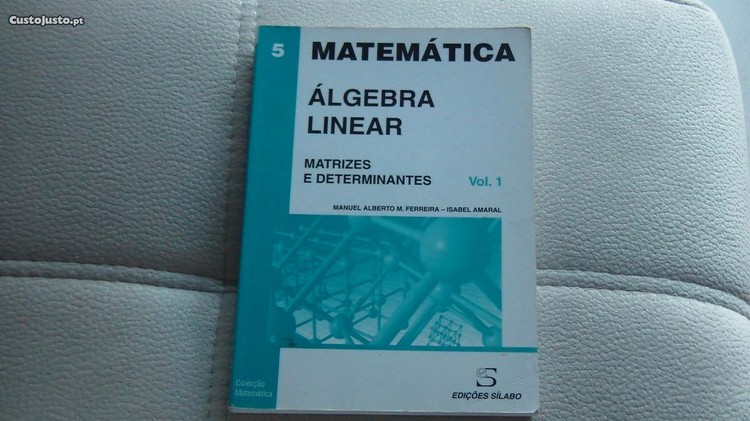 CustoJusto.pt
5 MATEMÁTICA
ÁLGEBRA
LINEAR
MATRIZES
E DETERMINANTES Vol. 1
MANUEL ALBERTO M. FERREIRA – ISABEL AMARAL
Colecção
Matemática
S
EDIÇÕES SÍLABO